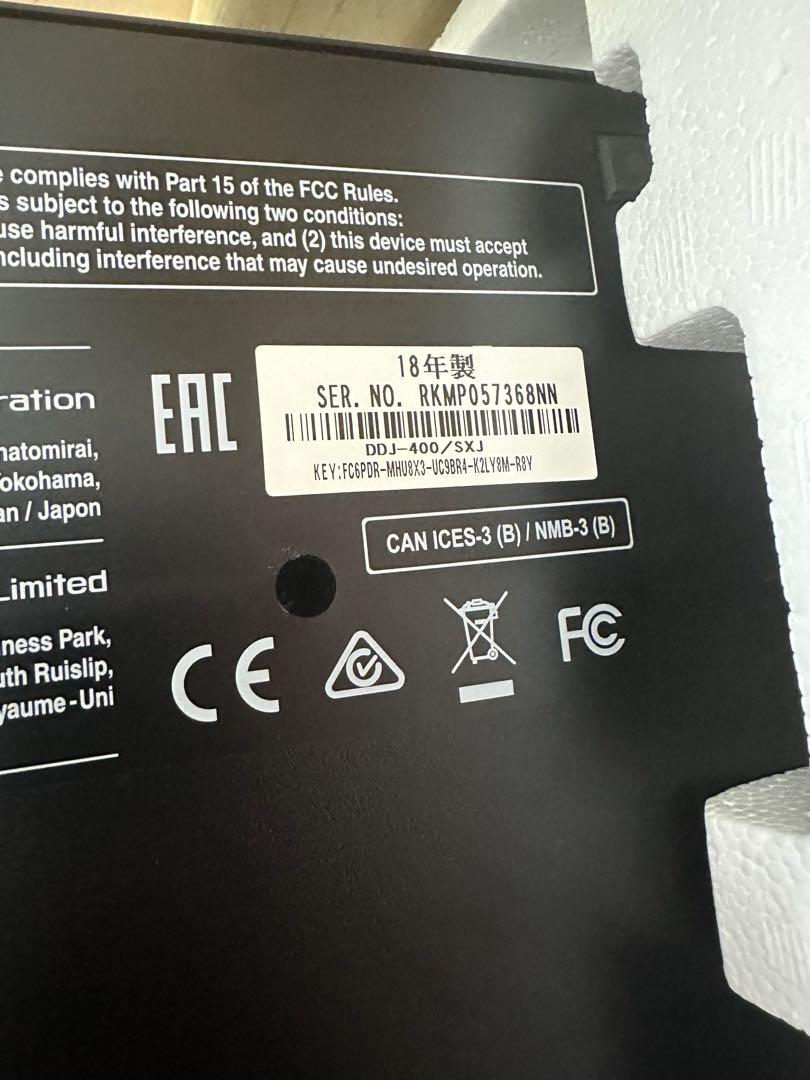 complies with Part 15 of the FCC Rules.
s subject to the following two conditions:
use harmful interference, and (2) this device must accept
ncluding interference that may cause undesired operation.
ration
natomirai,
okohama,
an / Japon
Limited
ness Park,
uth Ruislip,
yaume-Uni
EAC
18年製
SER. NO. RKMP057368NN
DDJ-400/SXJ
KEY:FC6PDR-MHU8X3-UC9BR4-K2LY8M-R8Y
CAN ICES-3 (B) / NMB-3 (B)
CE
FC